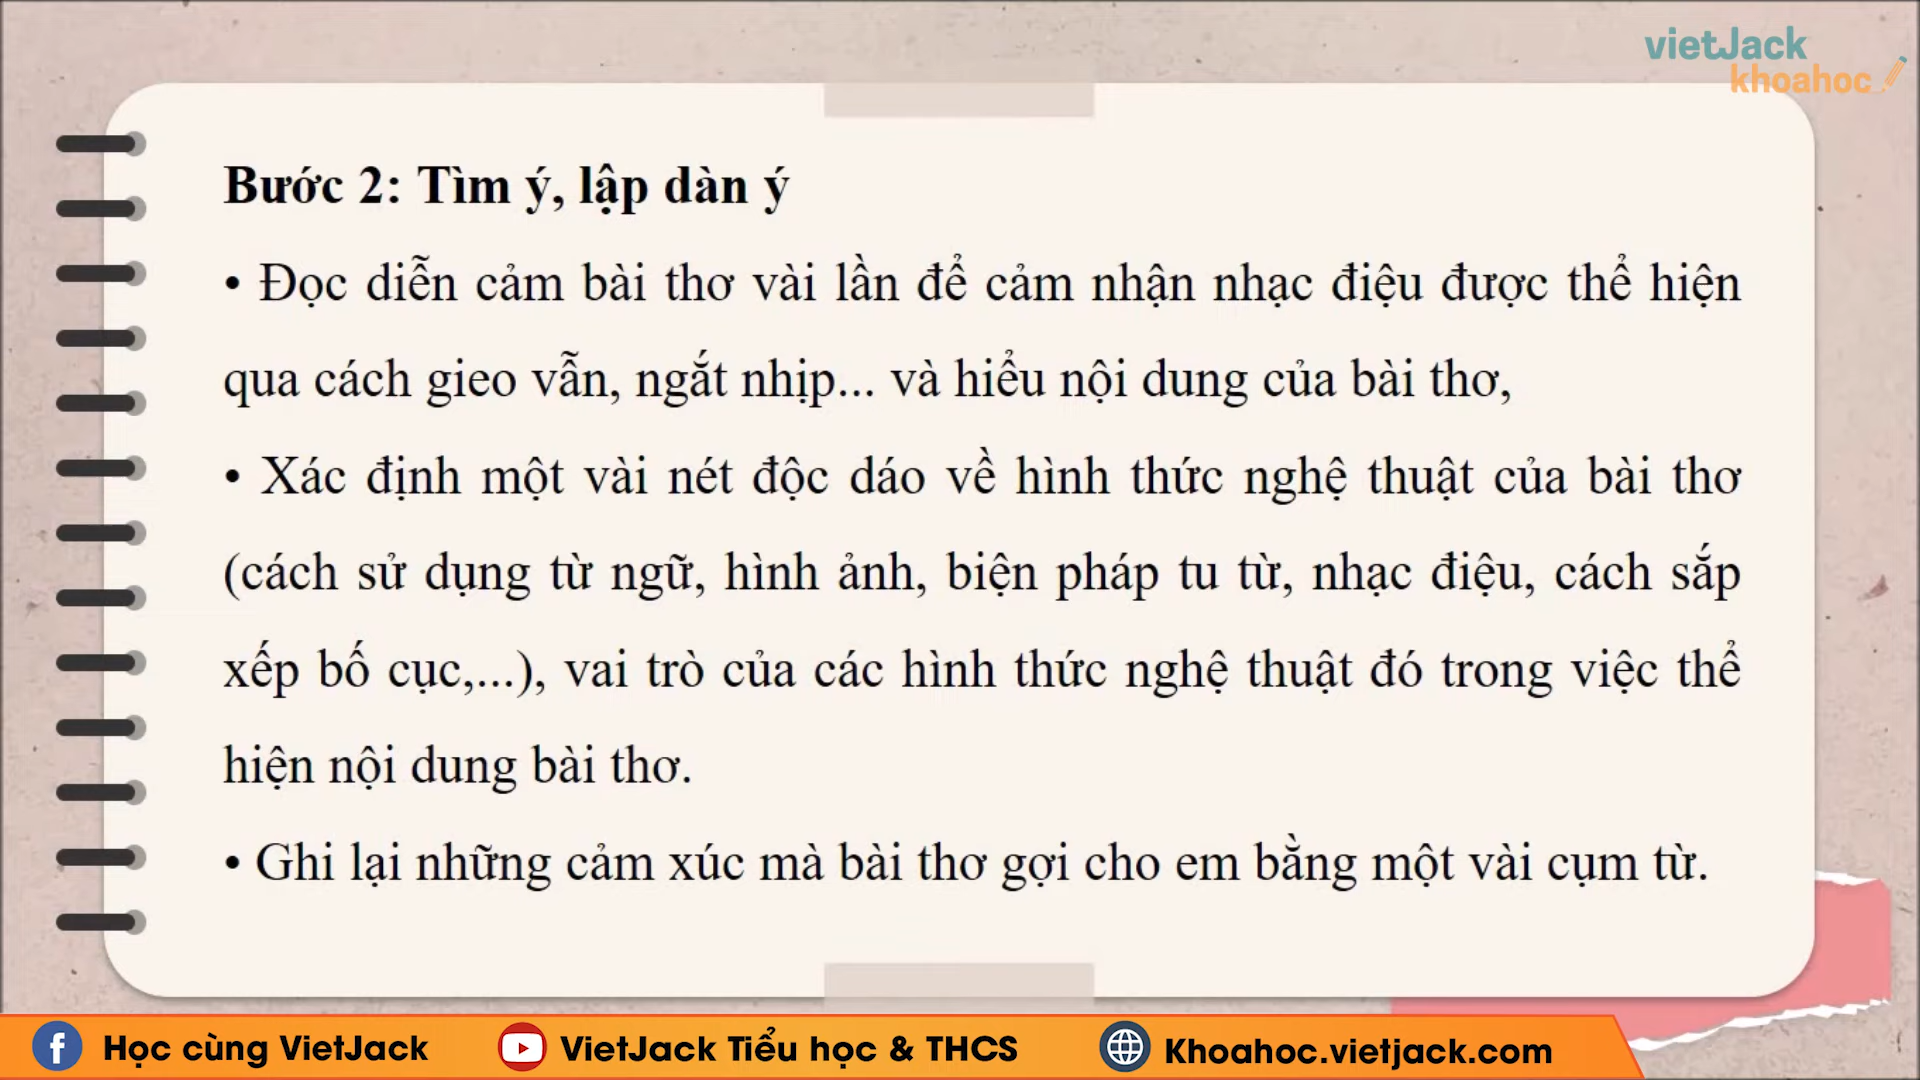 vietJack
khoahoc
Bước 2: Tìm ý, lập dàn ý
• Đọc diễn cảm bài thơ vài lần để cảm nhận nhạc điệu được thể hiện
qua cách gieo vẫn, ngắt nhịp... và hiểu nội dung của bài thơ,
• Xác định một vài nét độc dáo về hình thức nghệ thuật của bài thơ
(cách sử dụng từ ngữ, hình ảnh, biện pháp tu từ, nhạc điệu, cách sắp
xếp bố cục,...), vai trò của các hình thức nghệ thuật đó trong việc thể
hiện nội dung bài thơ.
• Ghi lại những cảm xúc mà bài thơ gợi cho em bằng một vài cụm từ.
Học cùng VietJack
VietJack Tiểu học & THCS
Khoahoc.vietjack.com